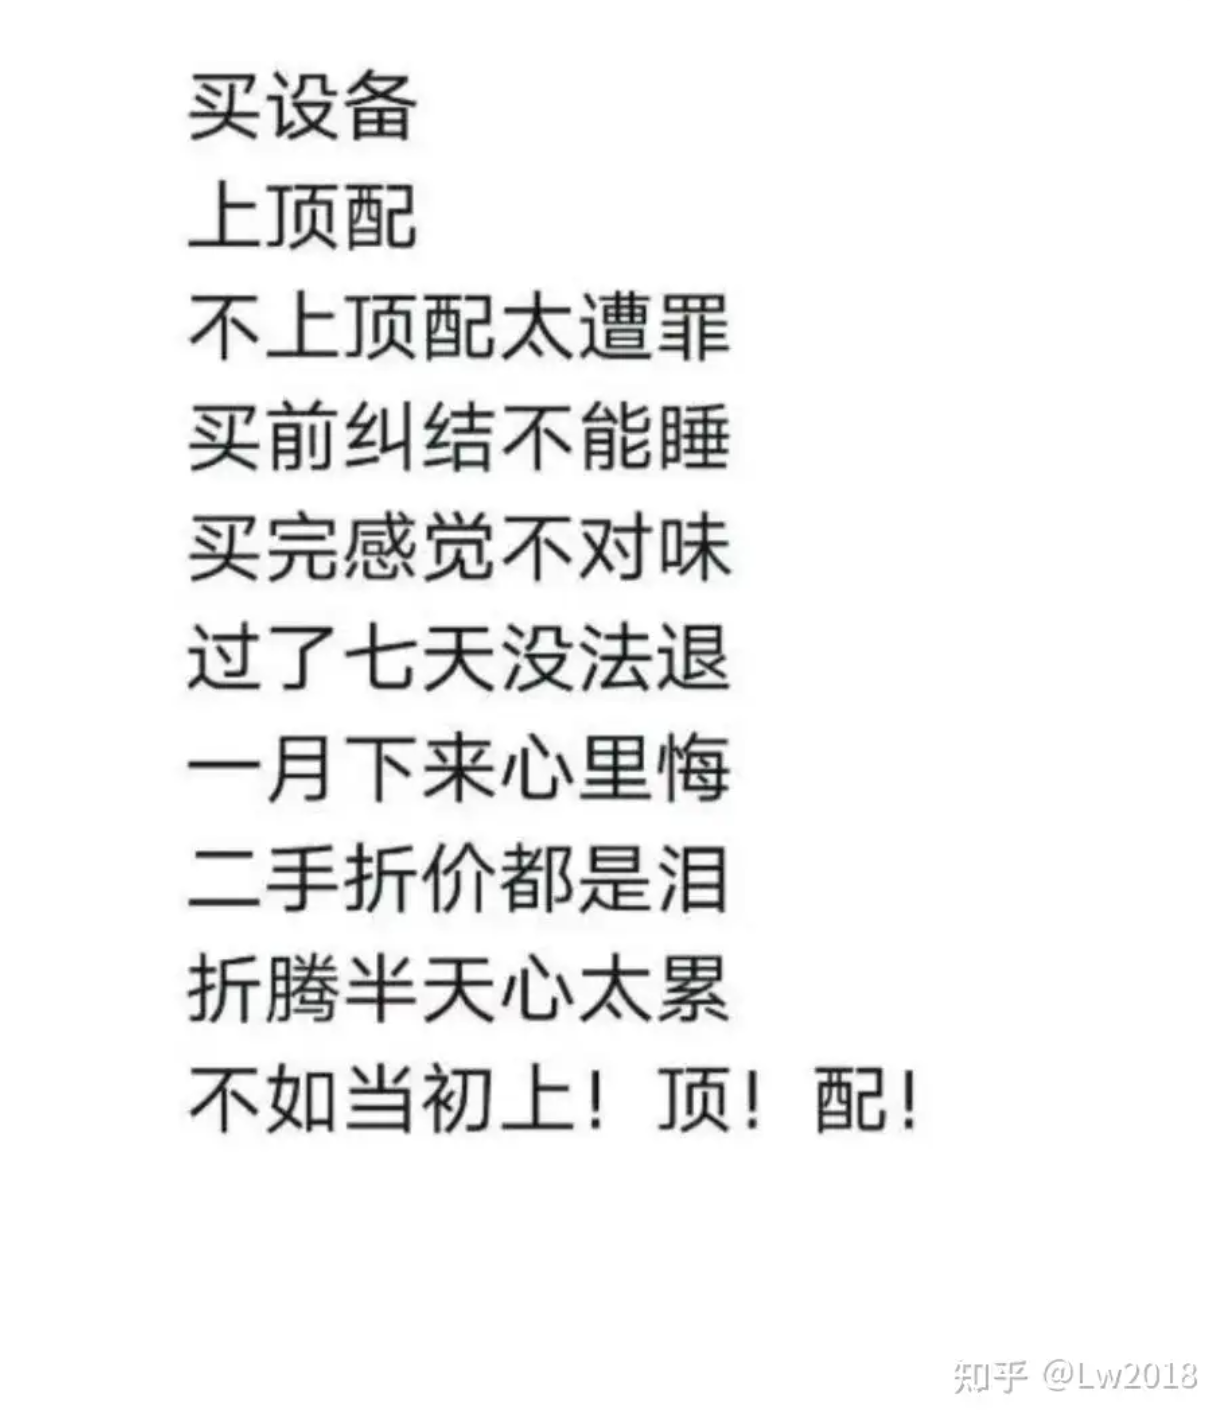 买设备
上顶配
不上顶配太遭罪
买前纠结不能睡
买完感觉不对味
过了七天没法退
一月下来心里悔
二手折价都是泪
折腾半天心太累
不如当初上！顶！配！
知乎 @Lw2018